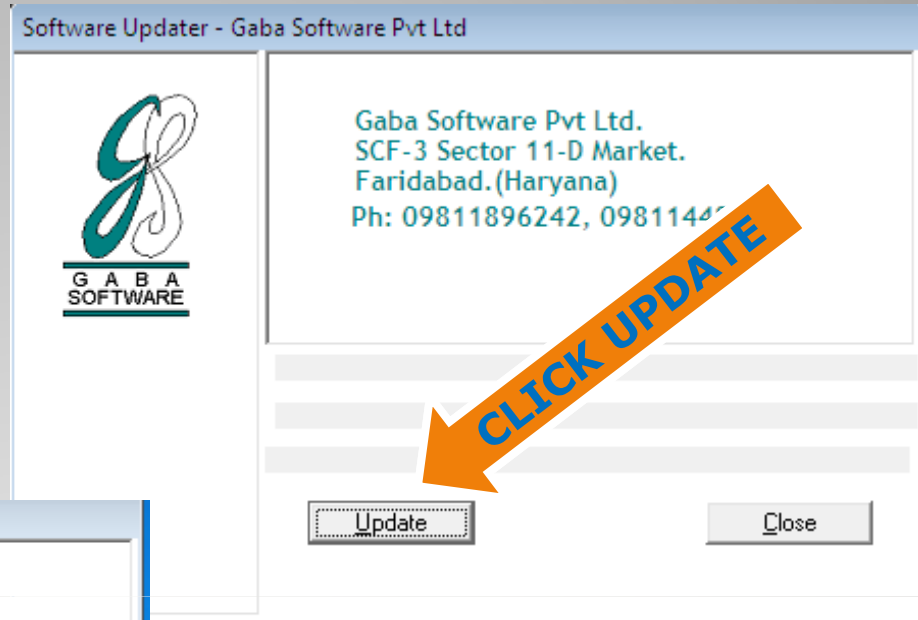 Software Updater - Gaba Software Pvt Ltd
Gaba Software Pvt Ltd.
SCF-3 Sector 11-D Market.
Faridabad.(Haryana)
Ph: 09811896242,
G A B A
SOFTWARE
CLICK UPDATE
Update
Close